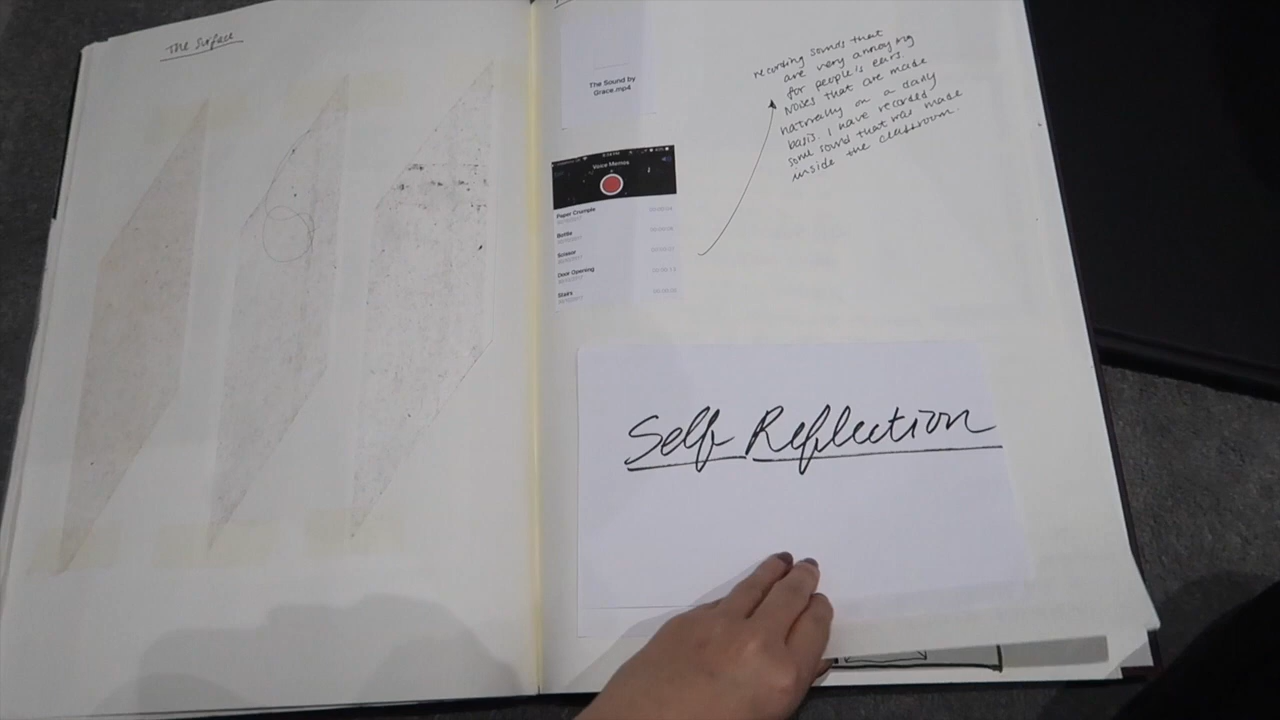 The Surface
The Sound by
Grace.mp4
recording sounds that
are very annoying
for people's ears.
Noises that are made
natrually on a daily
basis. I have recorded
some sound that was made
inside the classroom.
Voice Memos
Paper Crumple
Bottle
Scissor
Door Opening
Stairs
Self Reflection